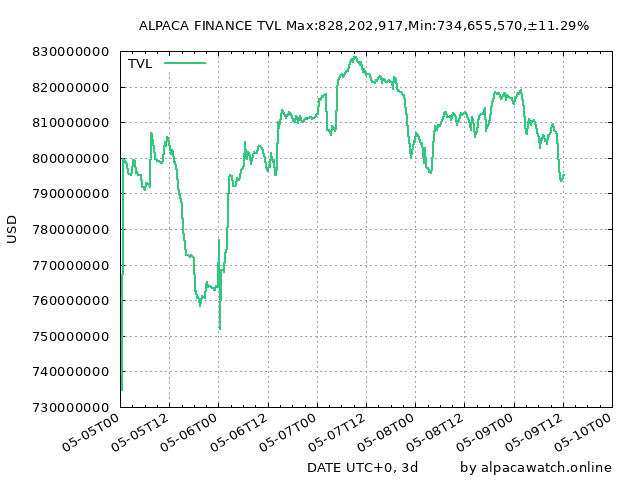 ALPACA FINANCE TVL Max:828,202,917,Min:734,655,570,±11.29%
TVL
830000000
820000000
810000000
800000000
790000000
780000000
770000000
760000000
750000000
740000000
730000000
USD
05-05T00
05-05T12
05-06T00
05-06T12
05-07T00
05-07T12
05-08T00
05-08T12
05-09T00
05-09T12
05-10T00
DATE UTC+0, 3d
by alpacawatch.online